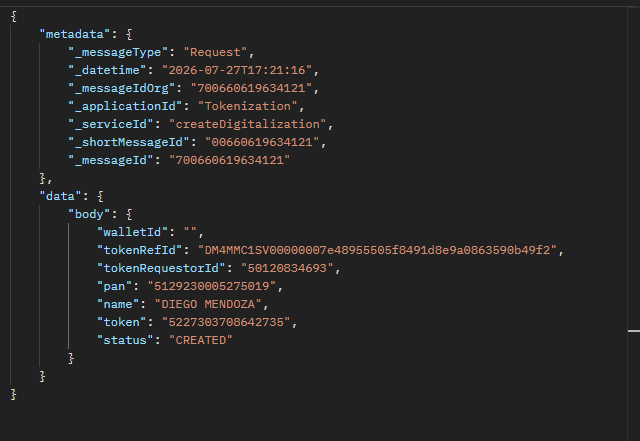 {
"metadata": {
"_messageType": "Request",
"_datetime": "2026-07-27T17:21:16",
"_messageIdOrg": "700660619634121",
"_applicationId": "Tokenization",
"_serviceId": "createDigitalization",
"_shortMessageId": "00660619634121",
"_messageId": "700660619634121"
},
"data": {
"body": {
"walletId": "",
"tokenRefId": "DM4MMC1SV00000007e48955505f8491d8e9a0863590b49f2",
"tokenRequestorId": "50120834693",
"pan": "5129230005275019",
"name": "DIEGO MENDOZA",
"token": "5227303708642735",
"status": "CREATED"
}
}
}